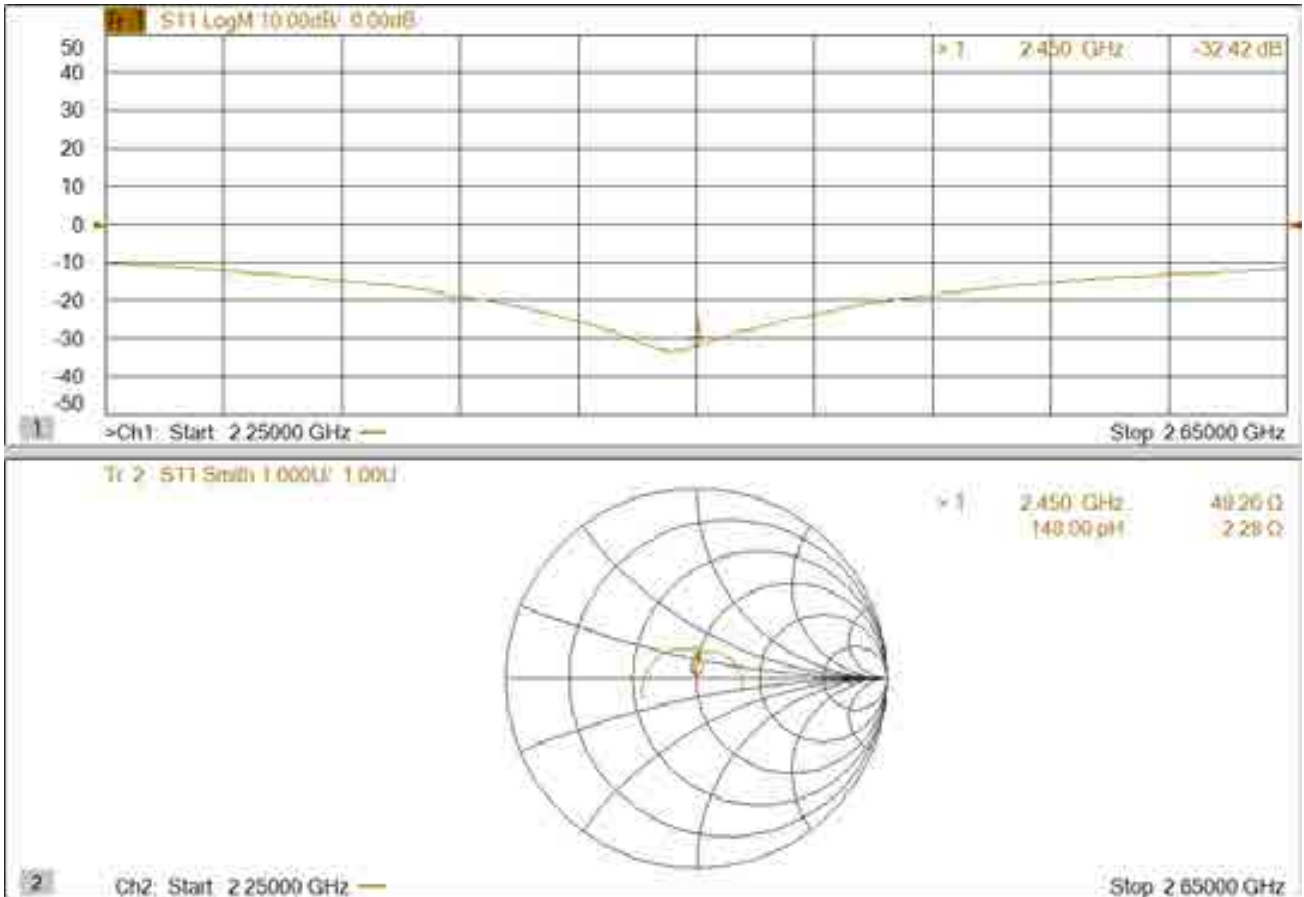 Tr 1 S11 LogM 10.00dB/ 0.00dB
> 1 2.450 GHz -32.42 dB
50
40
30
20
10
0
-10
-20
-30
-40
-50
1 >Ch1: Start 2.25000 GHz Stop 2.65000 GHz
Tr 2 S11 Smith 1.000U/ 1.00U
> 1 2.450 GHz 49.20 Ω
148.00 pH 2.28 Ω
2 Ch2: Start 2.25000 GHz Stop 2.65000 GHz